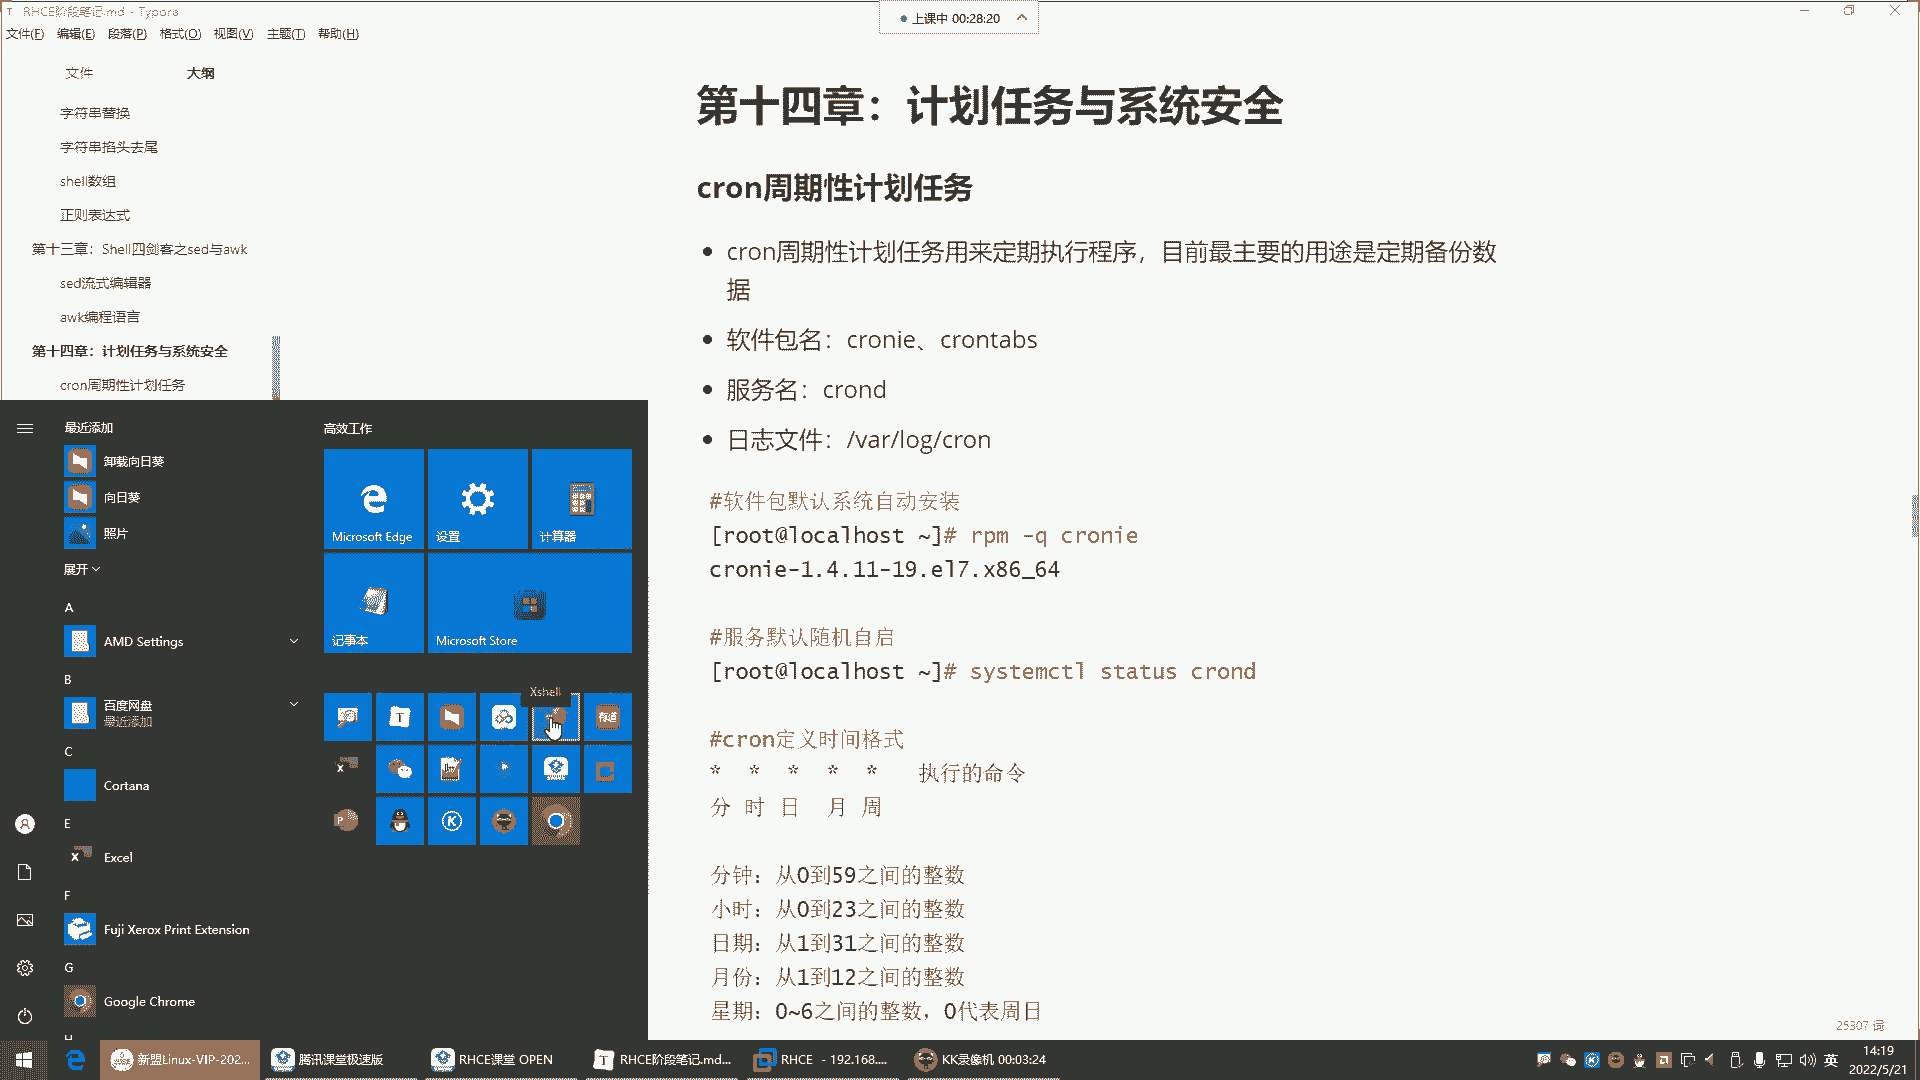 RHCE阶段笔记.md - Typora
上课中 00:28:20
文件(F) 编辑(E) 段落(P) 格式(O) 视图(V) 主题(T) 帮助(H)
文件 大纲
字符串替换
字符串掐头去尾
shell数组
正则表达式
第十三章：Shell四剑客之sed与awk
sed流式编辑器
awk编程语言
第十四章：计划任务与系统安全
cron周期性计划任务
第十四章：计划任务与系统安全
cron周期性计划任务
cron周期性计划任务用来定期执行程序，目前最主要的用途是定期备份数
据
软件包名：cronie、crontabs
服务名：crond
日志文件：/var/log/cron
#软件包默认系统自动安装
[root@localhost ~]# rpm -q cronie
cronie-1.4.11-19.el7.x86_64
#服务默认随机自启
[root@localhost ~]# systemctl status crond
#cron定义时间格式
* * * * * 执行的命令
分 时 日 月 周
分钟：从0到59之间的整数
小时：从0到23之间的整数
日期：从1到31之间的整数
月份：从1到12之间的整数
星期：0~6之间的整数，0代表周日
25307 词
最近添加
卸载向日葵
向日葵
照片
展开
A
AMD Settings
B
百度网盘
最近添加
C
Cortana
E
Excel
F
Fuji Xerox Print Extension
G
Google Chrome
H
高效工作
Microsoft Edge
设置
计算器
记事本
Microsoft Store
Xshell
有道
新盟Linux-VIP-202...
腾讯课堂极速版
RHCE课堂 OPEN
RHCE阶段笔记.md...
RHCE - 192.168....
KK录像机 00:03:24
英
14:19
2022/5/21